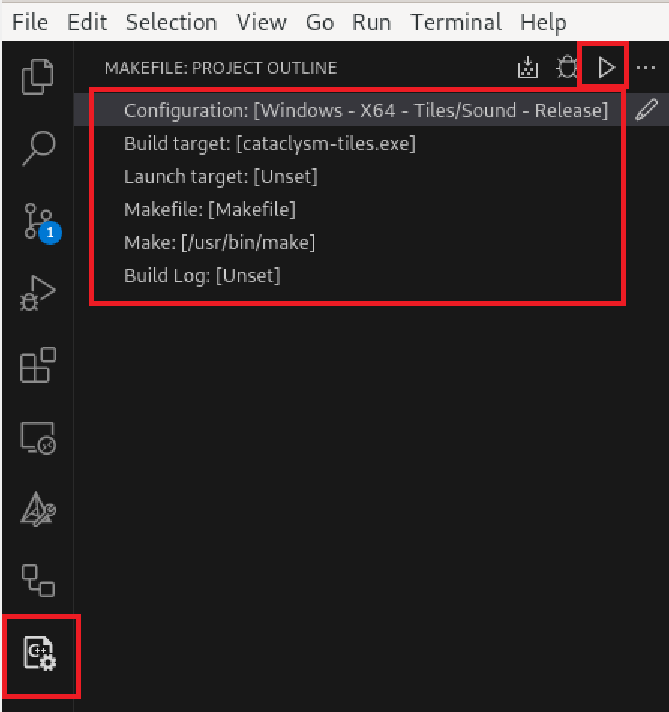 File Edit Selection View Go Run Terminal Help
MAKEFILE: PROJECT OUTLINE
Configuration: [Windows - X64 - Tiles/Sound - Release]
Build target: [cataclysm-tiles.exe]
Launch target: [Unset]
Makefile: [Makefile]
Make: [/usr/bin/make]
Build Log: [Unset]
1
C++